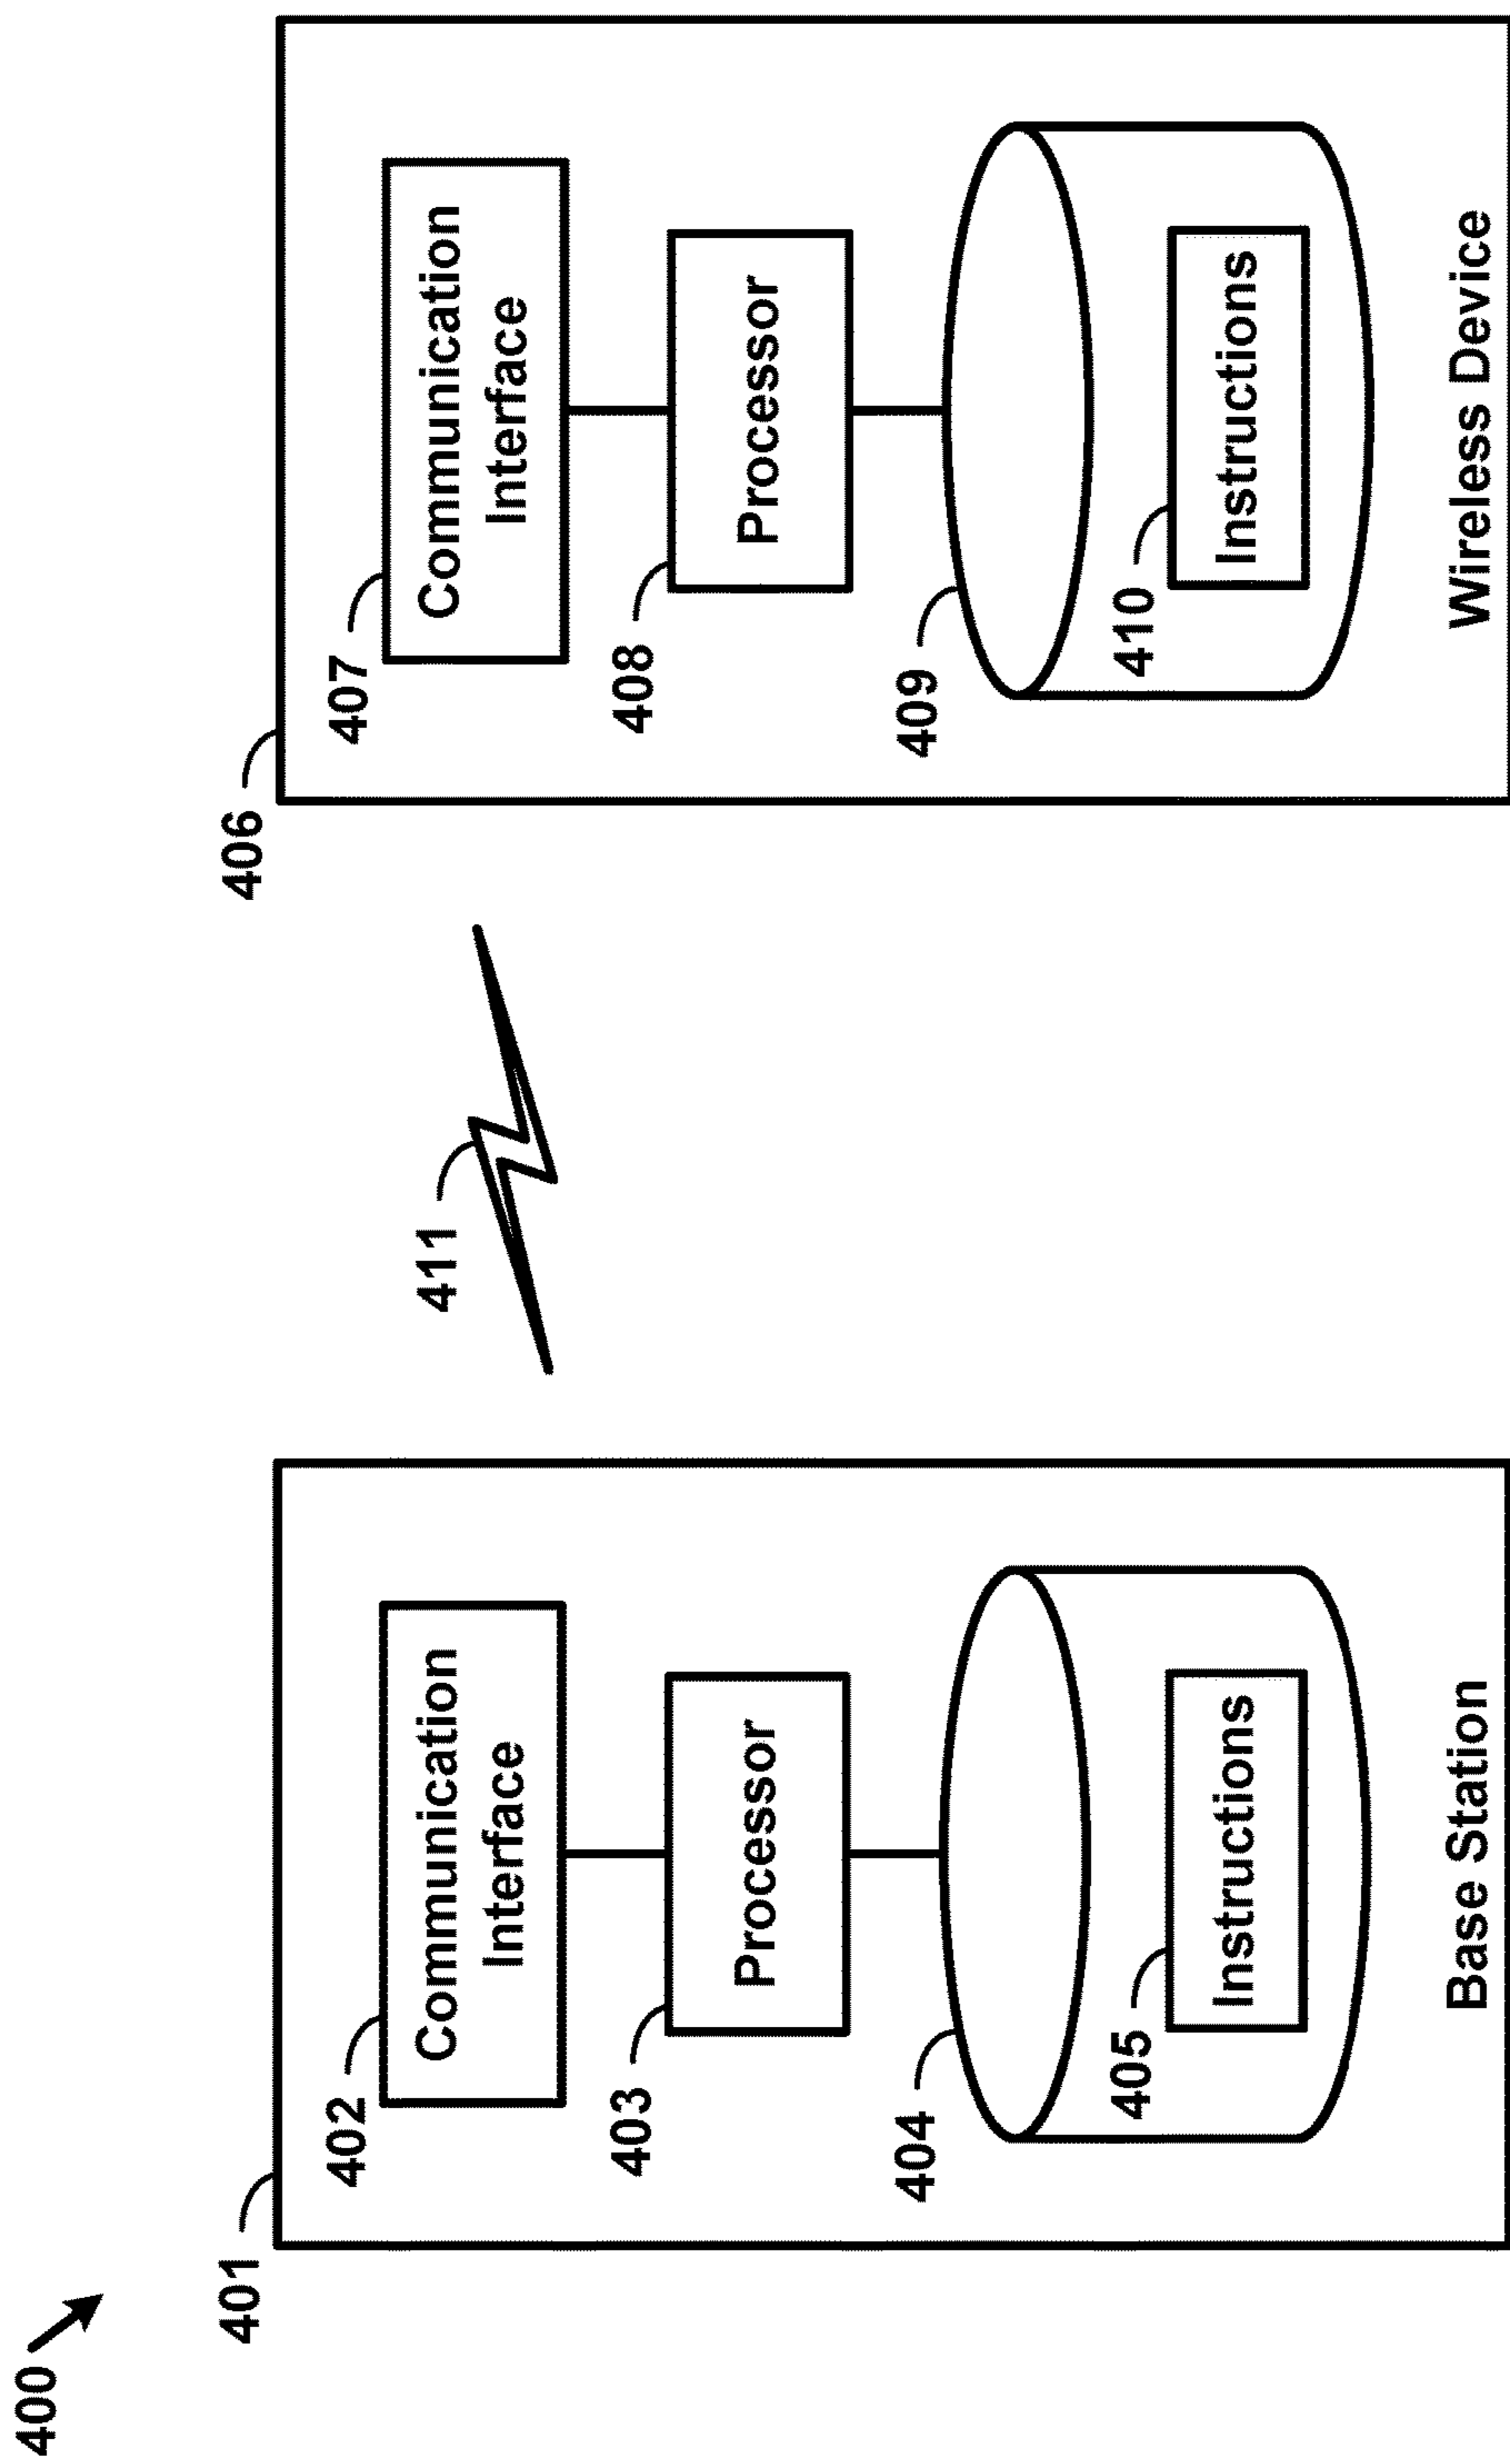 400
401
402
Communication
Interface
403
Processor
404
405
Instructions
Base Station
411
406
407
Communication
Interface
408
Processor
409
410
Instructions
Wireless Device